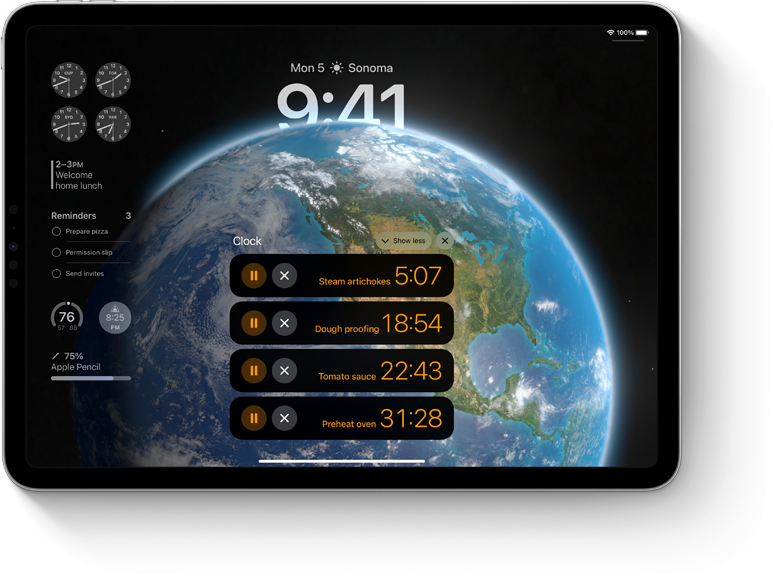 100%
Mon 5 Sonoma
9:41
CUP
TOK
SYD
PAR
2–3PM
Welcome
home lunch
Reminders 3
Prepare pizza
Permission slip
Send invites
76
57 88
8:25
PM
75%
Apple Pencil
Clock Show less
Steam artichokes 5:07
Dough proofing 18:54
Tomato sauce 22:43
Preheat oven 31:28